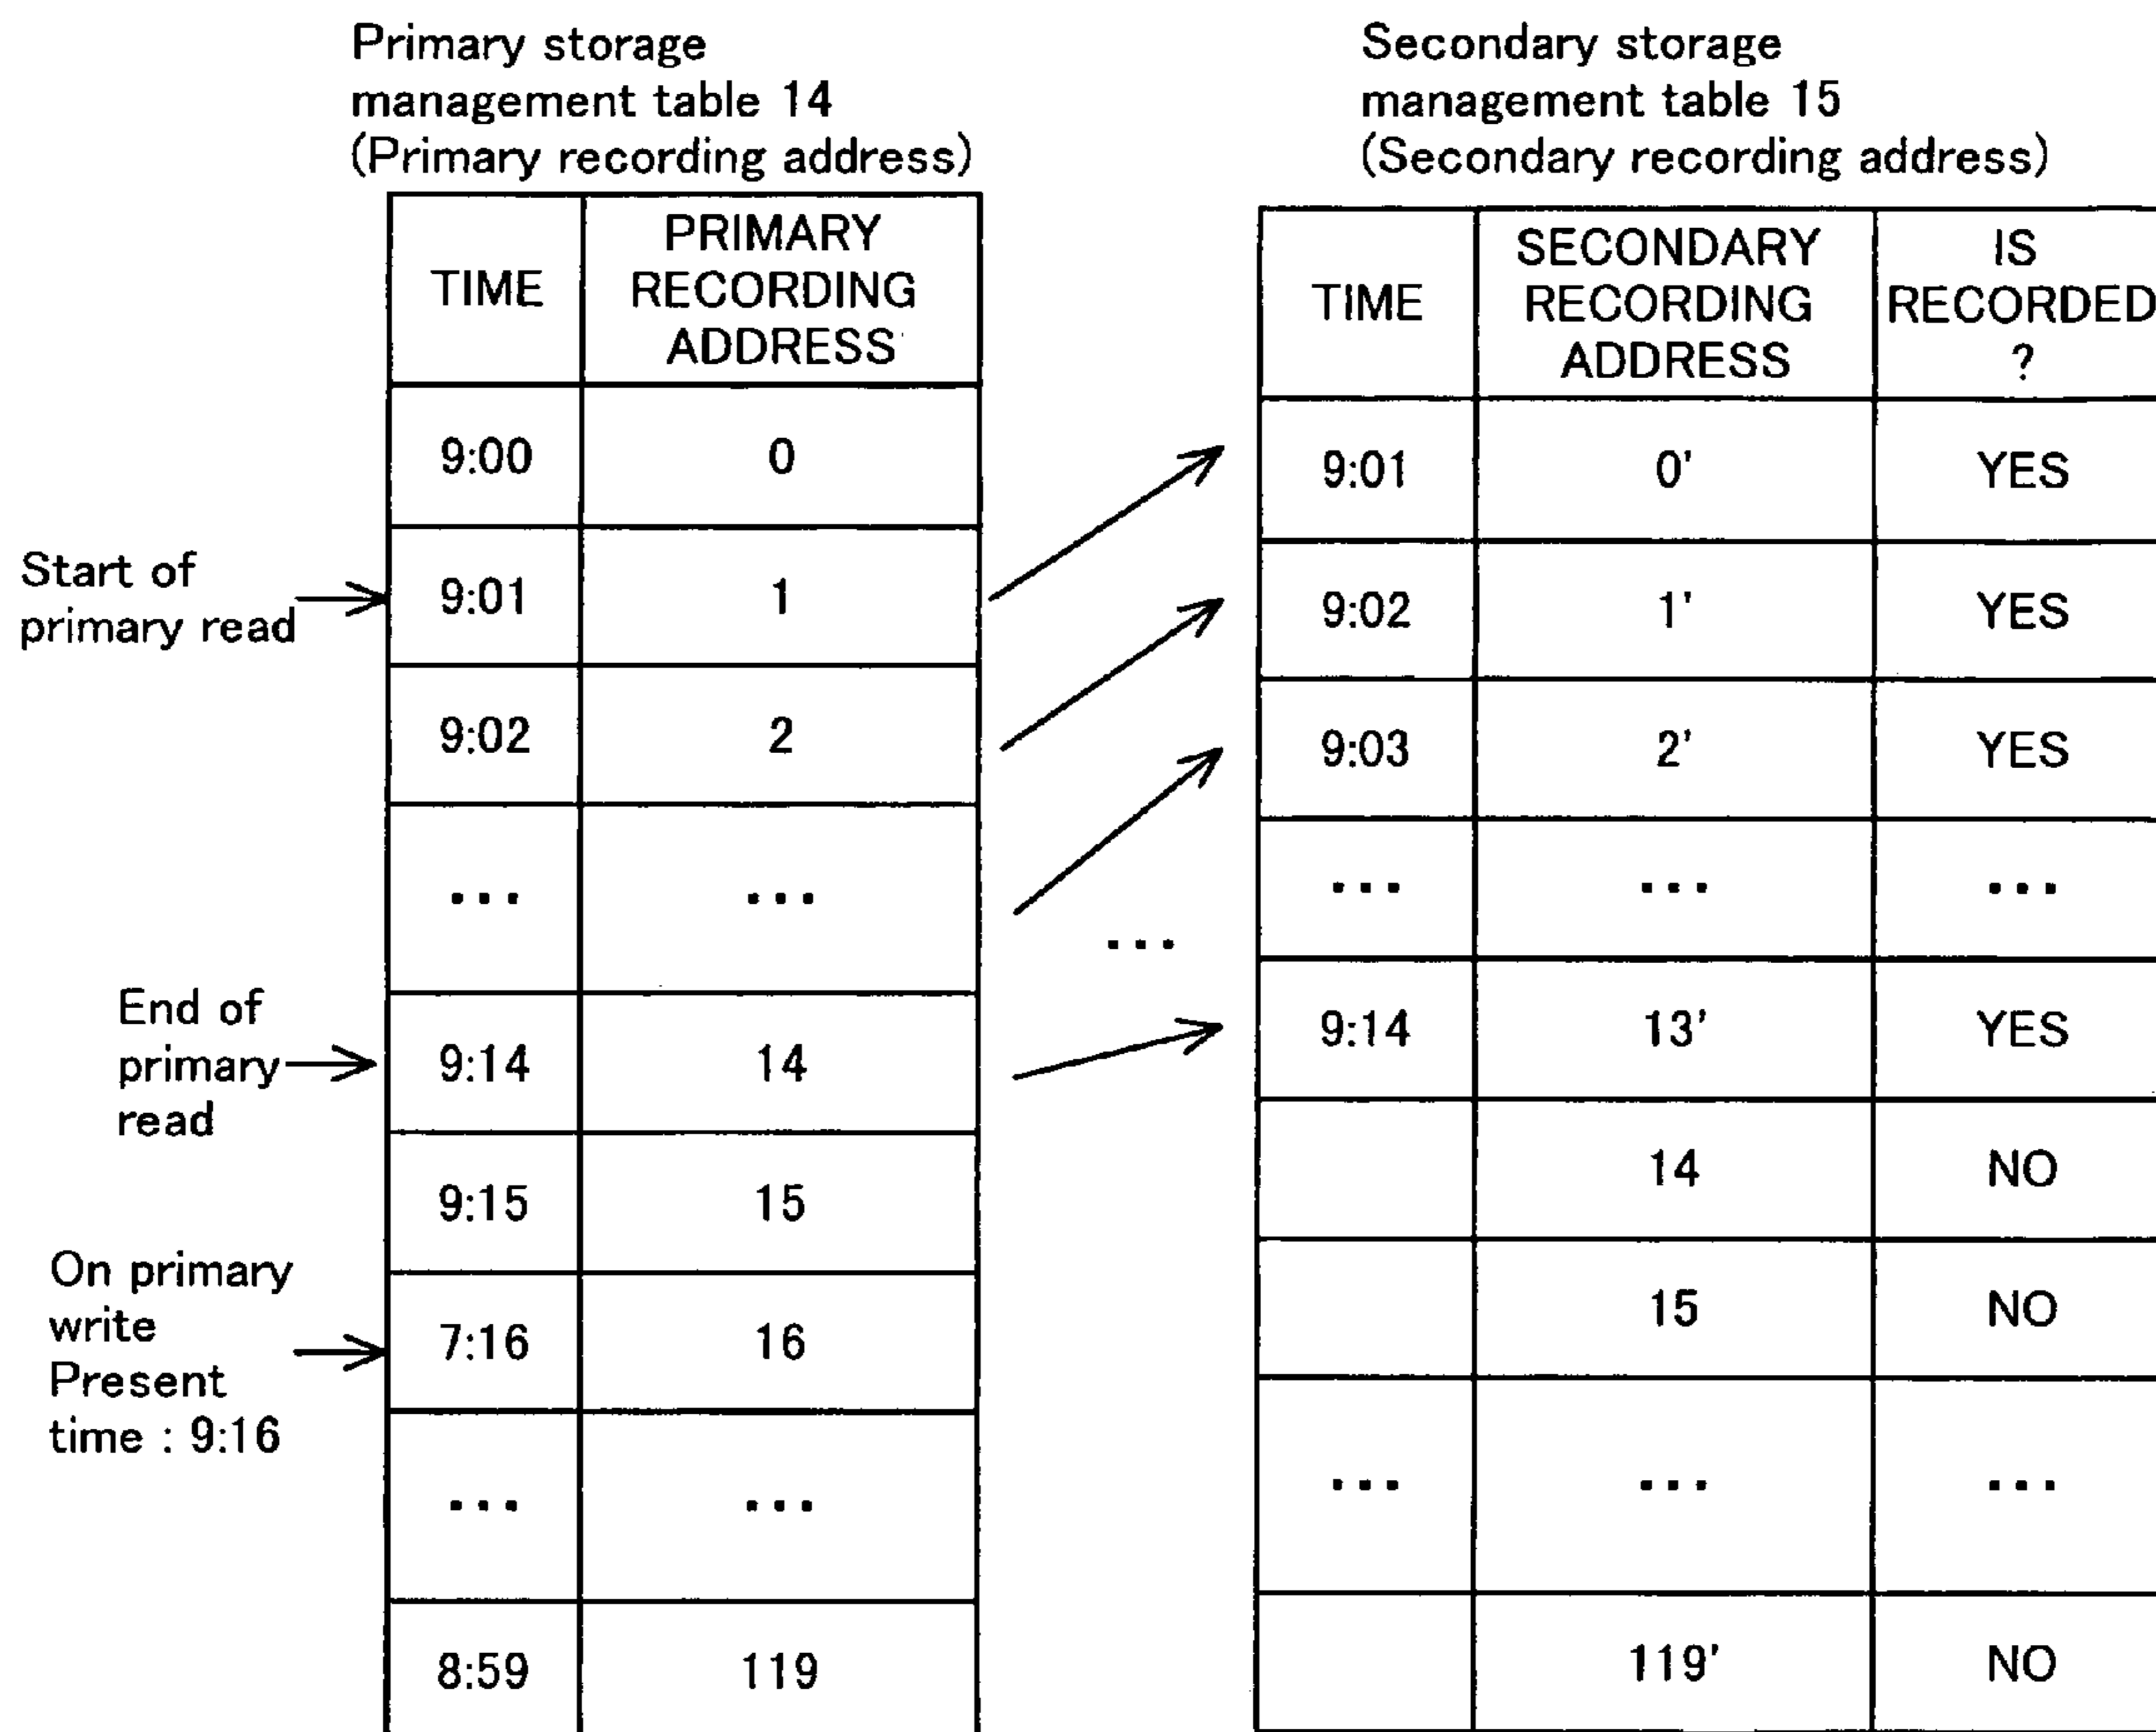 Primary storage
management table 14
(Primary recording address)
TIME
PRIMARY
RECORDING
ADDRESS
9:00 0
9:01 1
9:02 2
... ...
9:14 14
9:15 15
7:16 16
... ...
8:59 119
Start of
primary read
End of
primary
read
On primary
write
Present
time : 9:16
...
Secondary storage
management table 15
(Secondary recording address)
TIME
SECONDARY
RECORDING
ADDRESS
IS
RECORDED
?
9:01 0' YES
9:02 1' YES
9:03 2' YES
... ... ...
9:14 13' YES
14 NO
15 NO
... ... ...
119' NO